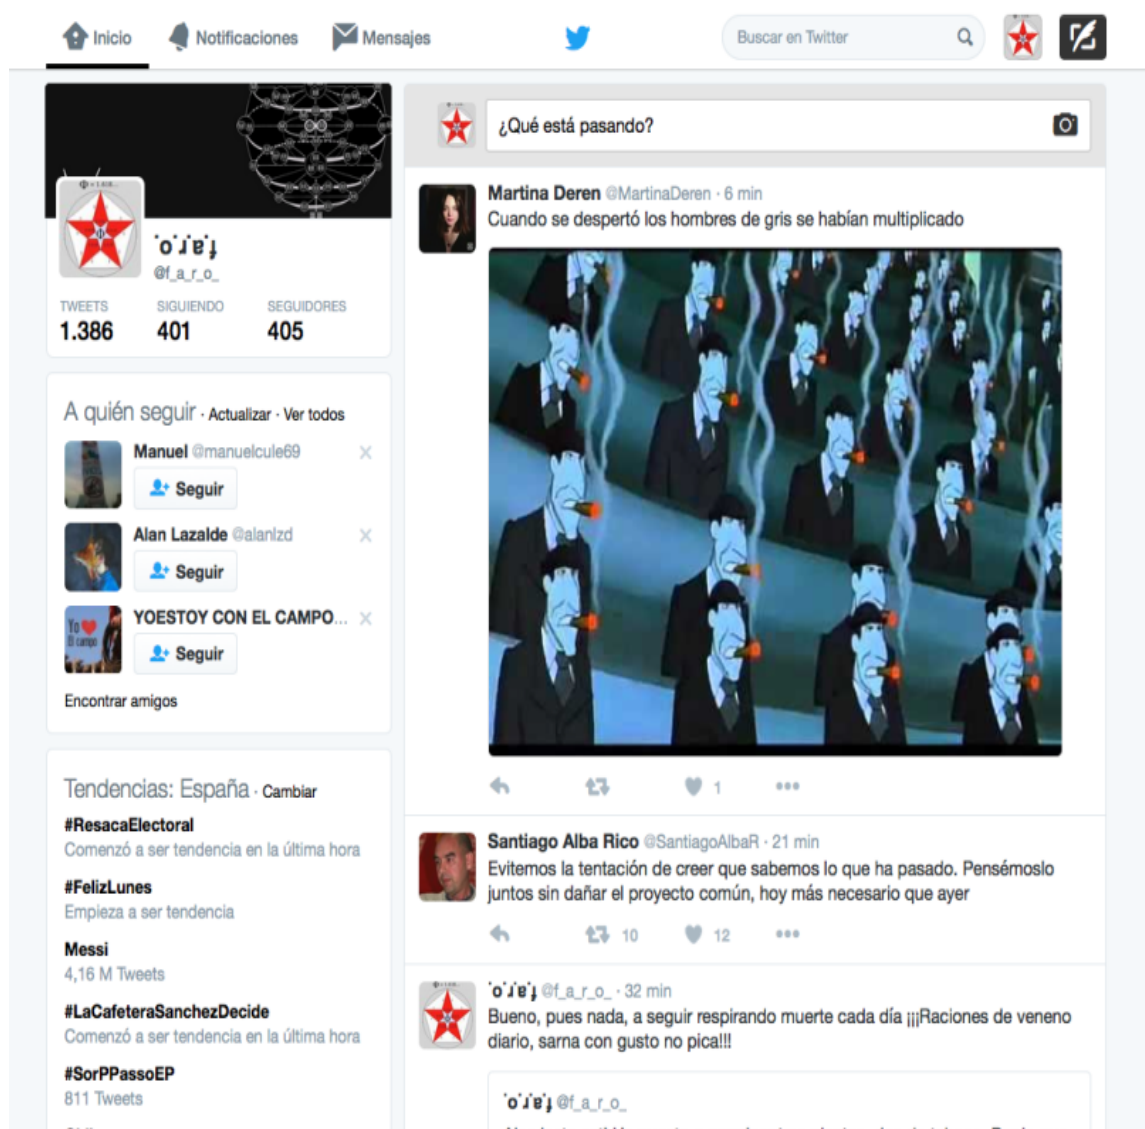 Inicio
Notificaciones
Mensajes
Buscar en Twitter
@f_a_r_o_
TWEETS
SIGUIENDO
SEGUIDORES
1.386
401
405
A quién seguir · Actualizar · Ver todos
Manuel @manuelcule69
Seguir
Alan Lazalde @alanlzd
Seguir
YOESTOY CON EL CAMPO...
Yo
El campo
Seguir
Encontrar amigos
Tendencias: España · Cambiar
#ResacaElectoral
Comenzó a ser tendencia en la última hora
#FelizLunes
Empieza a ser tendencia
Messi
4,16 M Tweets
#LaCafeteraSanchezDecide
Comenzó a ser tendencia en la última hora
#SorPPassoEP
811 Tweets
¿Qué está pasando?
Martina Deren @MartinaDeren · 6 min
Cuando se despertó los hombres de gris se habían multiplicado
1
Santiago Alba Rico @SantiagoAlbaR · 21 min
Evitemos la tentación de creer que sabemos lo que ha pasado. Pensémoslo
juntos sin dañar el proyecto común, hoy más necesario que ayer
10
12
@f_a_r_o_ · 32 min
Bueno, pues nada, a seguir respirando muerte cada día ¡¡¡Raciones de veneno
diario, sarna con gusto no pica!!!
@f_a_r_o_